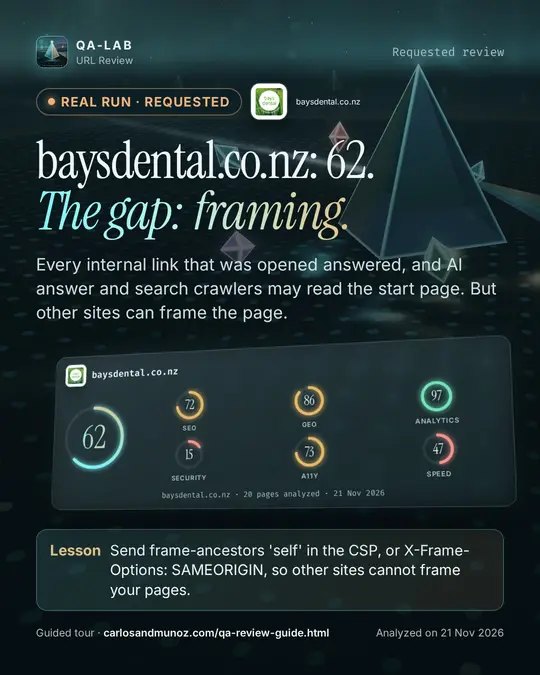 QA-LAB
URL Review
Requested review
REAL RUN · REQUESTED
baysdental.co.nz
baysdental.co.nz: 62.
The gap: framing.
Every internal link that was opened answered, and AI
answer and search crawlers may read the start page. But
other sites can frame the page.
baysdental.co.nz
62
72
SEO
86
GEO
97
ANALYTICS
15
SECURITY
73
A11Y
47
SPEED
baysdental.co.nz · 20 pages analyzed · 21 Nov 2026
Lesson
Send frame-ancestors 'self' in the CSP, or X-Frame-
Options: SAMEORIGIN, so other sites cannot frame
your pages.
Guided tour · carlosandmunoz.com/qa-review-guide.html
Analyzed on 21 Nov 2026